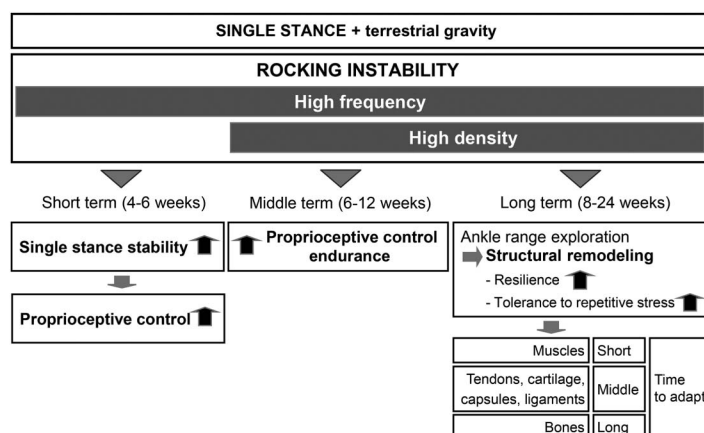 SINGLE STANCE + terrestrial gravity
ROCKING INSTABILITY
High frequency
High density
Short term (4-6 weeks)
Middle term (6-12 weeks)
Long term (8-24 weeks)
Single stance stability
Proprioceptive control
Proprioceptive control
endurance
Ankle range exploration
Structural remodeling
- Resilience
- Tolerance to repetitive stress
Muscles
Short
Tendons, cartilage,
capsules, ligaments
Middle
Bones
Long
Time
to adapt